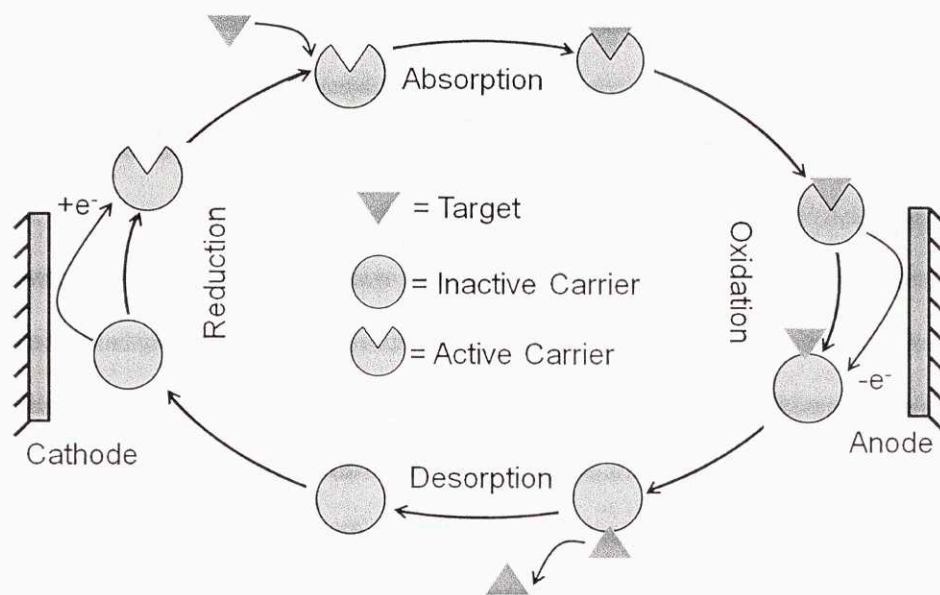 Absorption
+e-
Reduction
= Target
= Inactive Carrier
= Active Carrier
Oxidation
-e-
Cathode
Anode
Desorption